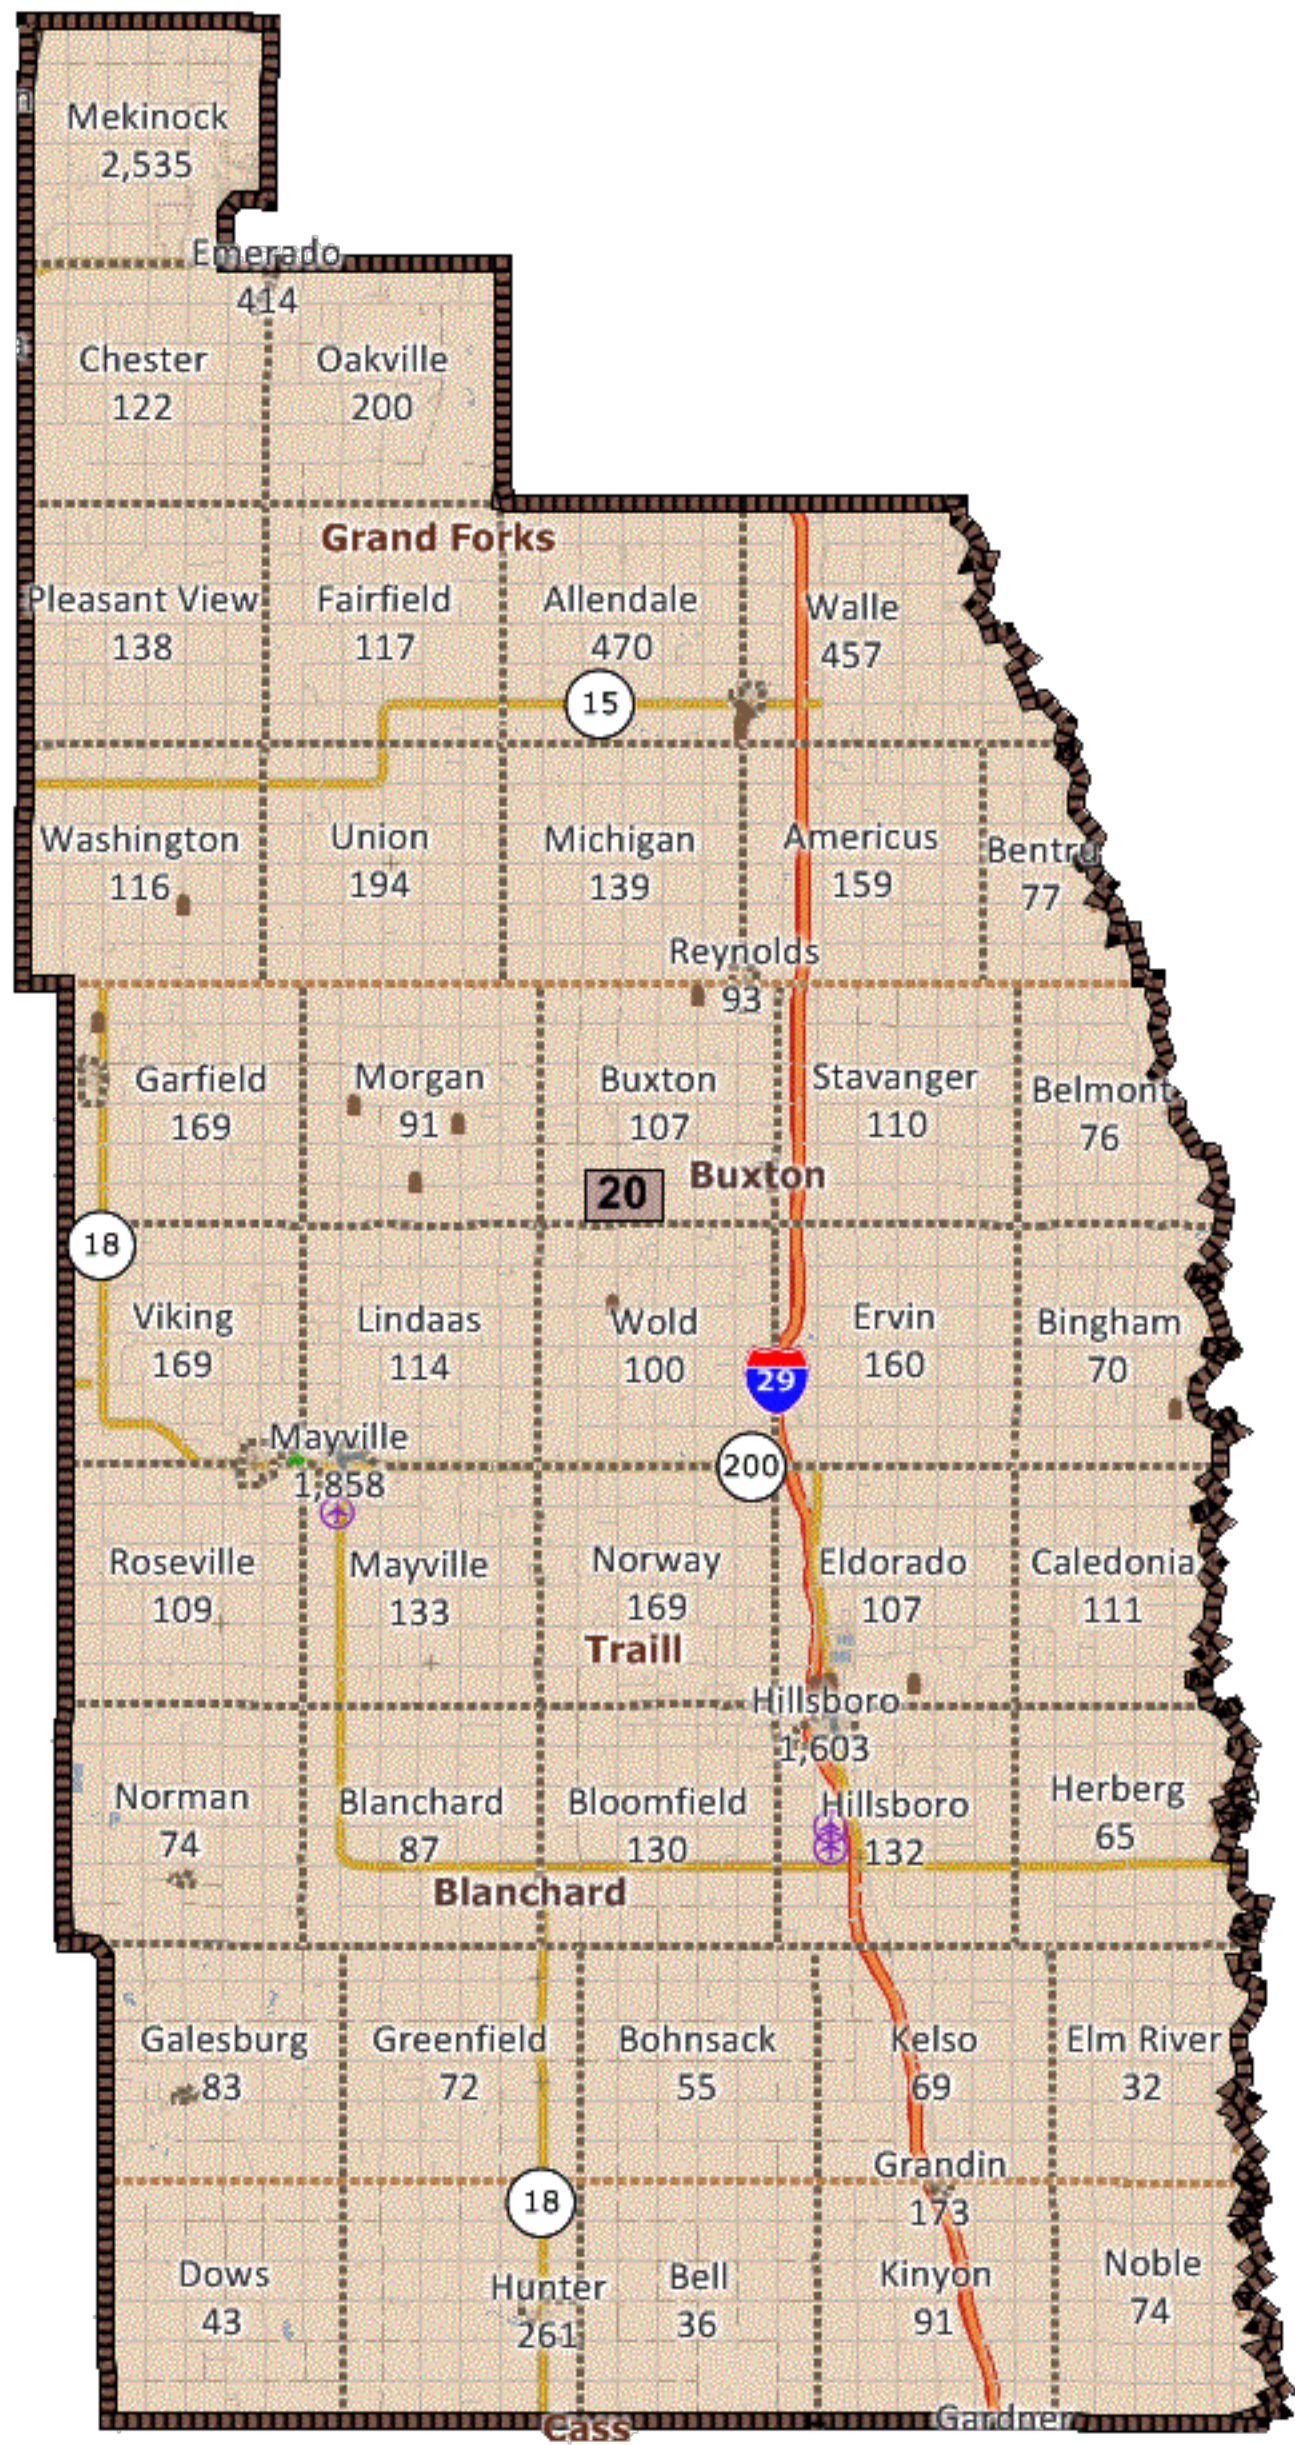 Mekinock
2,535
Emerado
414
Chester
122
Oakville
200
Grand Forks
Pleasant View
138
Fairfield
117
Allendale
470
Walle
457
15
Washington
116
Union
194
Michigan
139
Americus
159
Bentru
77
Reynolds
93
Garfield
169
Morgan
91
Buxton
107
Stavanger
110
Belmont
76
20
Buxton
18
Viking
169
Lindaas
114
Wold
100
Ervin
160
Bingham
70
29
Mayville
1,858
200
Roseville
109
Mayville
133
Norway
169
Eldorado
107
Caledonia
111
Traill
Hillsboro
1,603
Norman
74
Blanchard
87
Bloomfield
130
Hillsboro
132
Herberg
65
Blanchard
Galesburg
83
Greenfield
72
Bohnsack
55
Kelso
69
Elm River
32
Grandin
173
18
Dows
43
Hunter
261
Bell
36
Kinyon
91
Noble
74
Gardner
Cass